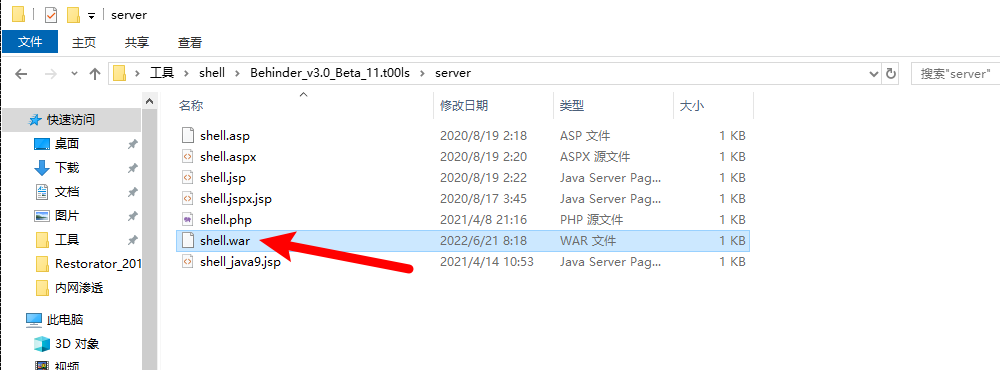 server
文件 主页 共享 查看
工具 shell Behinder_v3.0_Beta_11.t00ls server 搜索"server"
名称 修改日期 类型 大小
快速访问
桌面
下载
文档
图片
工具
Restorator_201
内网渗透
此电脑
3D 对象
视频
shell.asp 2020/8/19 2:18 ASP 文件 1 KB
shell.aspx 2020/8/19 2:20 ASPX 源文件 1 KB
shell.jsp 2020/8/19 2:22 Java Server Pag... 1 KB
shell.jspx.jsp 2020/8/17 3:45 Java Server Pag... 1 KB
shell.php 2021/4/8 21:16 PHP 源文件 1 KB
shell.war 2022/6/21 8:18 WAR 文件 1 KB
shell_java9.jsp 2021/4/14 10:53 Java Server Pag... 1 KB